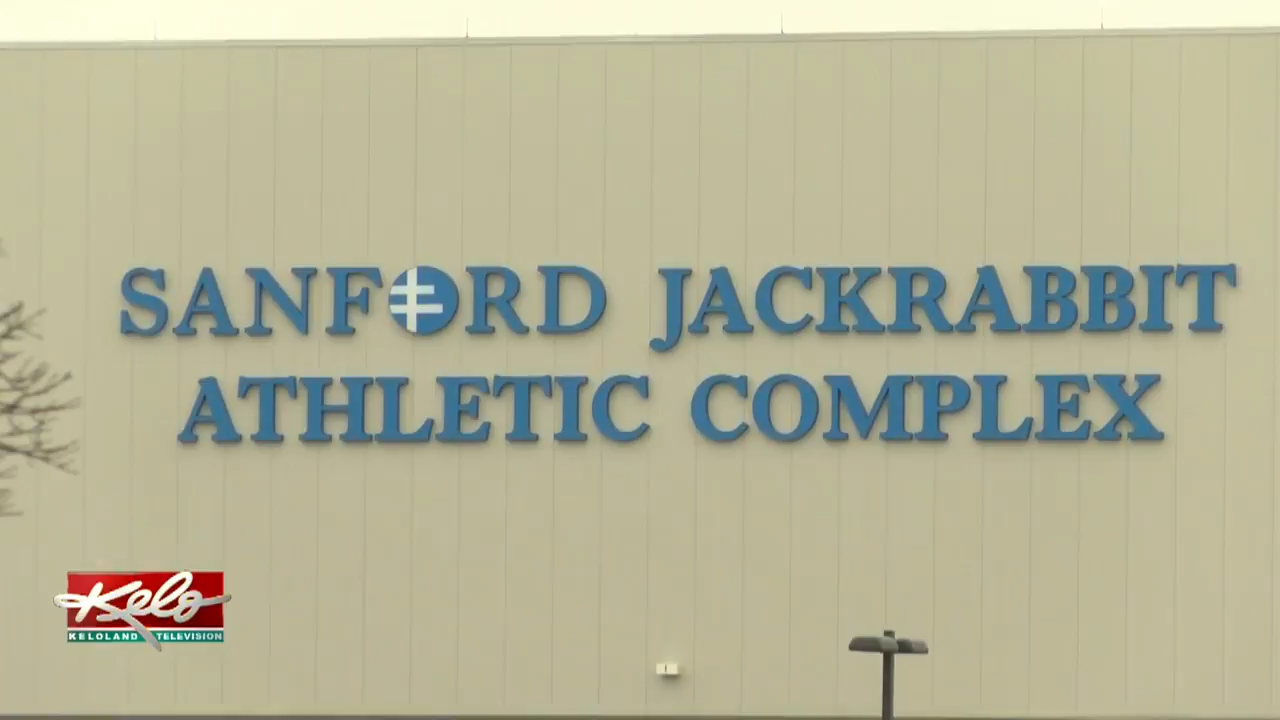 SANFORD JACKRABBIT
ATHLETIC COMPLEX
Kelo
KELOLAND TELEVISION